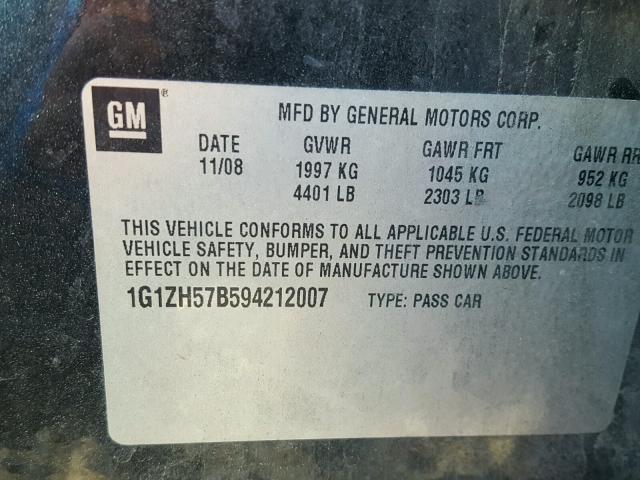 GM ®
MFD BY GENERAL MOTORS CORP.
DATE GVWR GAWR FRT GAWR RR
11/08 1997 KG 1045 KG 952 KG
4401 LB 2303 LB 2098 LB
THIS VEHICLE CONFORMS TO ALL APPLICABLE U.S. FEDERAL MOTOR
VEHICLE SAFETY, BUMPER, AND THEFT PREVENTION STANDARDS IN
EFFECT ON THE DATE OF MANUFACTURE SHOWN ABOVE.
1G1ZH57B594212007 TYPE: PASS CAR